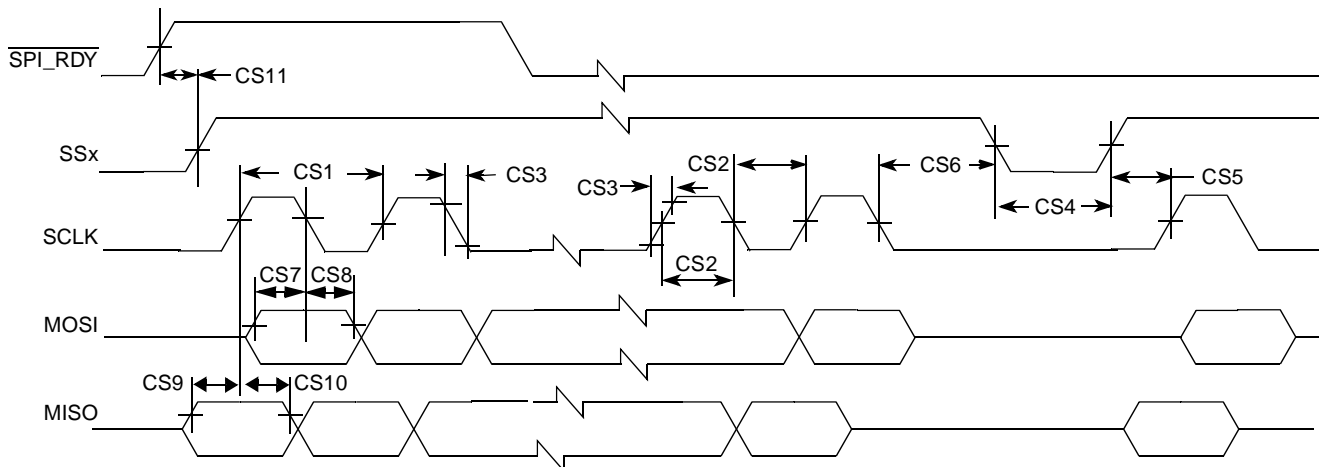 SPI_RDY
CS11
SSx
CS1
CS3
CS2
CS3
CS6
CS5
CS4
SCLK
CS2
CS7
CS8
MOSI
CS9
CS10
MISO